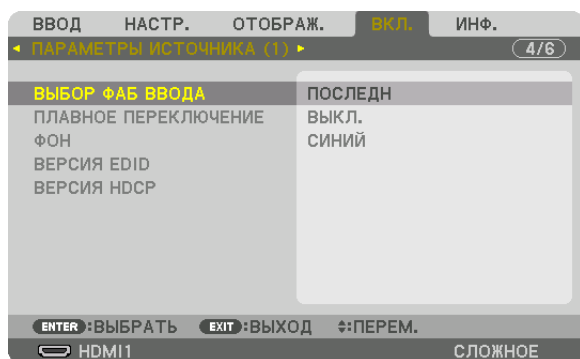 ВВОД НАСТР. ОТОБРАЖ. ВКЛ. ИНФ.
ПАРАМЕТРЫ ИСТОЧНИКА (1) 4/6
ВЫБОР ФАБ ВВОДА ПОСЛЕДН
ПЛАВНОЕ ПЕРЕКЛЮЧЕНИЕ ВЫКЛ.
ФОН СИНИЙ
ВЕРСИЯ EDID
ВЕРСИЯ HDCP
ENTER:ВЫБРАТЬ EXIT:ВЫХОД :ПЕРЕМ.
HDMI1 СЛОЖНОЕ